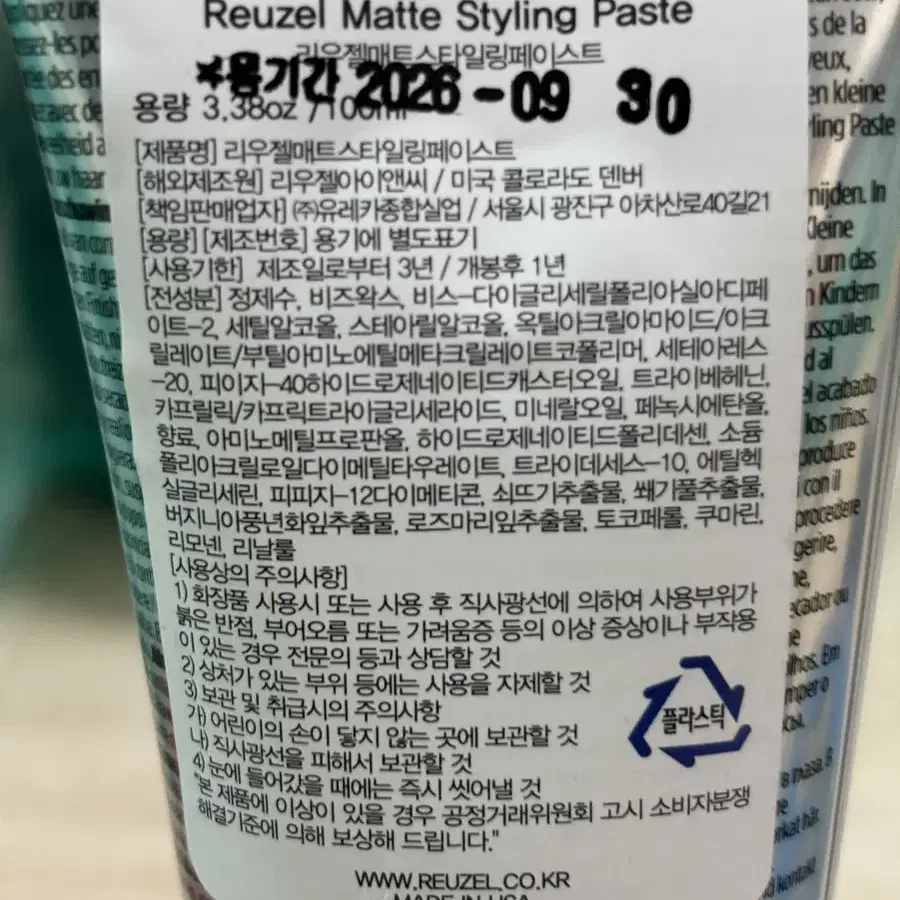 Reuzel Matte Styling Paste
리우젤매트스타일링페이스트
사용기간 2026-09 30
용량 3.38oz /100ml
[제품명] 리우젤매트스타일링페이스트
[해외제조원] 리우젤아이앤씨 / 미국 콜로라도 덴버
[책임판매업자] ㈜유레카종합실업 / 서울시 광진구 아차산로40길21
[용량] [제조번호] 용기에 별도표기
[사용기한] 제조일로부터 3년 / 개봉후 1년
[전성분] 정제수, 비즈왁스, 비스-다이글리세릴폴리아실아디페
이트-2, 세틸알코올, 스테아릴알코올, 옥틸아크릴아마이드/아크
릴레이트/부틸아미노에틸메타크릴레이트코폴리머, 세테아레스
-20, 피이지-40하이드로제네이티드캐스터오일, 트라이베헤닌,
카프릴릭/카프릭트라이글리세라이드, 미네랄오일, 페녹시에탄올,
향료, 아미노메틸프로판올, 하이드로제네이티드폴리데센, 소듐
폴리아크릴로일다이메틸타우레이트, 트라이데세스-10, 에틸헥
실글리세린, 피피지-12다이메티콘, 쇠뜨기추출물, 쐐기풀추출물,
버지니아풍년화잎추출물, 로즈마리잎추출물, 토코페롤, 쿠마린,
리모넨, 리날룰
[사용상의 주의사항]
1) 화장품 사용시 또는 사용 후 직사광선에 의하여 사용부위가
붉은 반점, 부어오름 또는 가려움증 등의 이상 증상이나 부작용
이 있는 경우 전문의 등과 상담할 것
2) 상처가 있는 부위 등에는 사용을 자제할 것
3) 보관 및 취급시의 주의사항
가) 어린이의 손이 닿지 않는 곳에 보관할 것
나) 직사광선을 피해서 보관할 것
4) 눈에 들어갔을 때에는 즉시 씻어낼 것
"본 제품에 이상이 있을 경우 공정거래위원회 고시 소비자분쟁
해결기준에 의해 보상해 드립니다."
플라스틱
WWW.REUZEL.CO.KR
MADE IN USA
s de la
en kleine
ling Paste
nijden. In
, um das
n Kindern
d al
el acabado
los niños.
produce
i con il
procedere